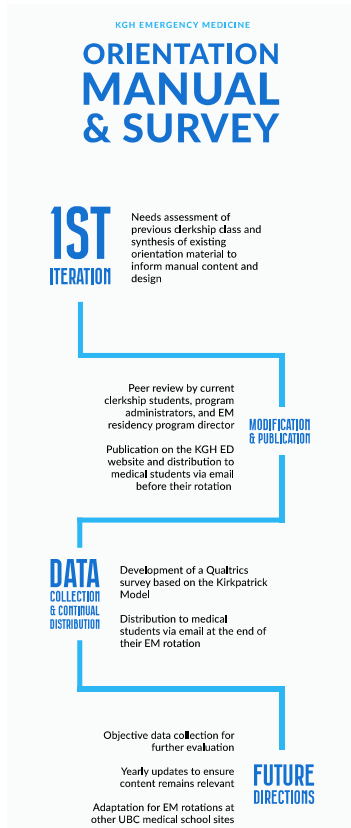 KGH EMERGENCY MEDICINE
ORIENTATION
MANUAL
& SURVEY
1ST
ITERATION
Needs assessment of
previous clerkship class and
synthesis of existing
orientation material to
inform manual content and
design
Peer review by current
clerkship students, program
administrators, and EM
residency program director
Publication on the KGH ED
website and distribution to
medical students via email
before their rotation
MODIFICATION
& PUBLICATION
DATA
COLLECTION
& CONTINUAL
DISTRIBUTION
Development of a Qualtrics
survey based on the Kirkpatrick
Model
Distribution to medical
students via email at the end of
their EM rotation
Objective data collection for
further evaluation
Yearly updates to ensure
content remains relevant
Adaptation for EM rotations at
other UBC medical school sites
FUTURE
DIRECTIONS